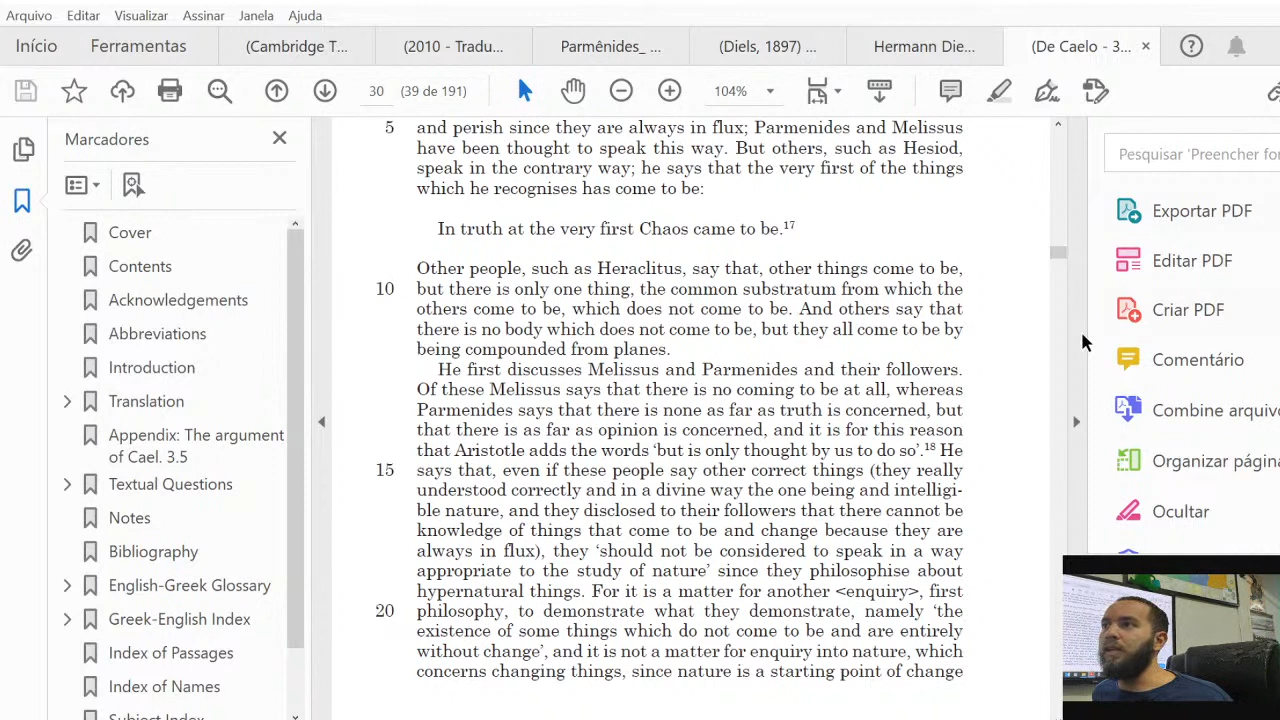 Arquivo Editar Visualizar Assinar Janela Ajuda
Início Ferramentas (Cambridge T... (2010 - Tradu... Parmênides_ ... (Diels, 1897) ... Hermann Die... (De Caelo - 3... ×
30 (39 de 191) 104%
Marcadores
Cover
Contents
Acknowledgements
Abbreviations
Introduction
Translation
Appendix: The argument
of Cael. 3.5
Textual Questions
Notes
Bibliography
English-Greek Glossary
Greek-English Index
Index of Passages
Index of Names
Subject Index
5 and perish since they are always in flux; Parmenides and Melissus
have been thought to speak this way. But others, such as Hesiod,
speak in the contrary way; he says that the very first of the things
which he recognises has come to be:
In truth at the very first Chaos came to be.17
Other people, such as Heraclitus, say that, other things come to be,
10 but there is only one thing, the common substratum from which the
others come to be, which does not come to be. And others say that
there is no body which does not come to be, but they all come to be by
being compounded from planes.
He first discusses Melissus and Parmenides and their followers.
Of these Melissus says that there is no coming to be at all, whereas
Parmenides says that there is none as far as truth is concerned, but
that there is as far as opinion is concerned, and it is for this reason
that Aristotle adds the words ‘but is only thought by us to do so’.18 He
15 says that, even if these people say other correct things (they really
understood correctly and in a divine way the one being and intelligi-
ble nature, and they disclosed to their followers that there cannot be
knowledge of things that come to be and change because they are
always in flux), they ‘should not be considered to speak in a way
appropriate to the study of nature’ since they philosophise about
hypernatural things. For it is a matter for another <enquiry>, first
20 philosophy, to demonstrate what they demonstrate, namely ‘the
existence of some things which do not come to be and are entirely
without change’, and it is not a matter for enquiry into nature, which
concerns changing things, since nature is a starting point of change
Pesquisar 'Preencher for
Exportar PDF
Editar PDF
Criar PDF
Comentário
Combine arquivo
Organizar págin
Ocultar